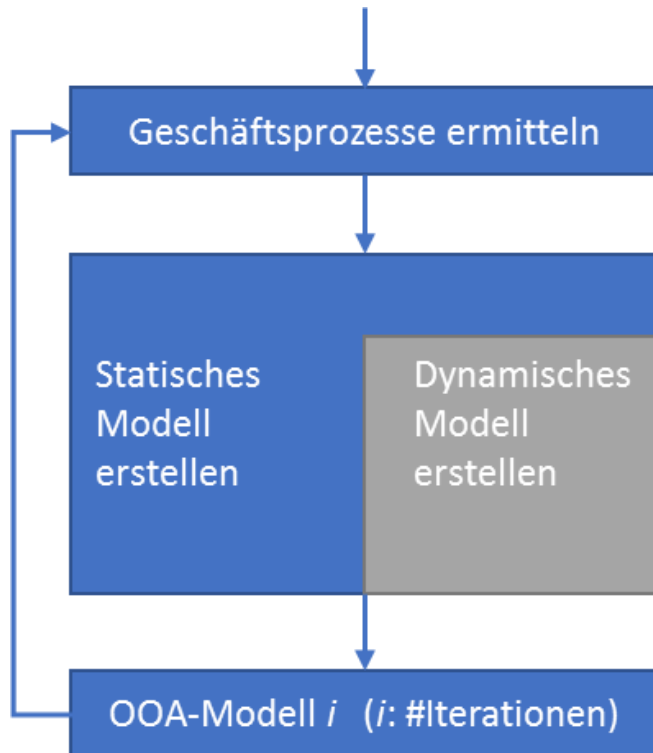 Geschäftsprozesse ermitteln
Statisches
Modell
erstellen
Dynamisches
Modell
erstellen
OOA-Modell i (i: #Iterationen)